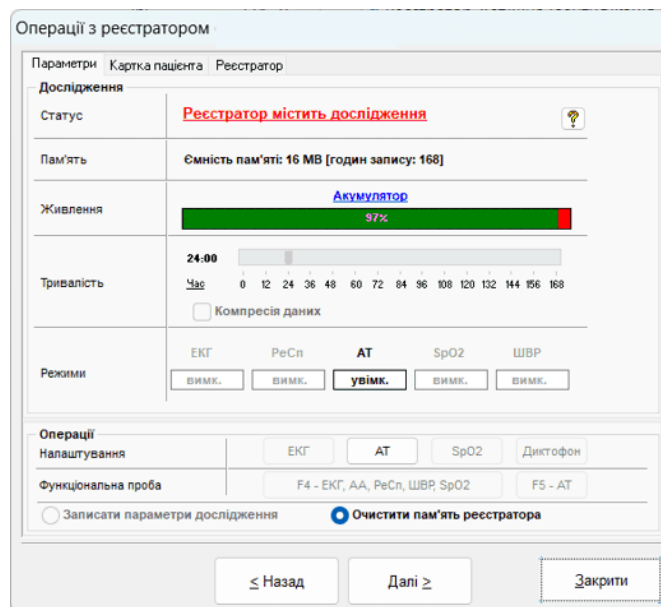 Операції з реєстратором
Параметри Картка пацієнта Реєстратор
Дослідження
Статус Реєстратор містить дослідження ?
Пам'ять Ємність пам'яті: 16 MB [годин запису: 168]
Акумулятор
Живлення 97%
24:00
Тривалість Час 0 12 24 36 48 60 72 84 96 108 120 132 144 156 168
Компресія даних
ЕКГ РеСп АТ SpO2 ШВР
Режими вимк. вимк. увімк. вимк. вимк.
Операції
Налаштування ЕКГ АТ SpO2 Диктофон
Функціональна проба F4 - ЕКГ, АА, РеСп, ШВР, SpO2 F5 - АТ
Записати параметри дослідження Очистити пам'ять реєстратора
< Назад Далі > Закрити